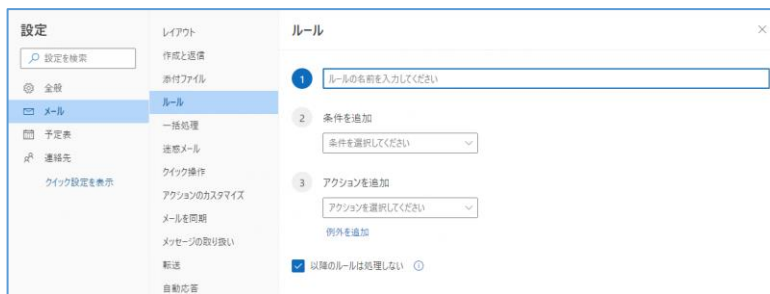 設定
設定を検索
全般
メール
予定表
連絡先
クイック設定を表示
レイアウト
作成と返信
添付ファイル
ルール
一括処理
迷惑メール
クイック操作
アクションのカスタマイズ
メールを同期
メッセージの取り扱い
転送
自動応答
ルール
1 ルールの名前を入力してください
2 条件を追加
条件を選択してください
3 アクションを追加
アクションを選択してください
例外を追加
以降のルールは処理しない